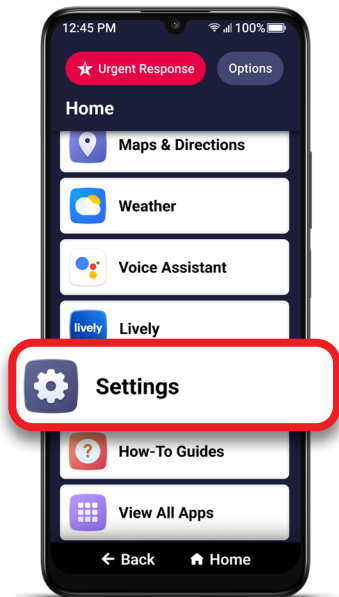 12:45 PM 100%
Urgent Response Options
Home
Maps & Directions
Weather
Voice Assistant
lively Lively
Settings
? How-To Guides
View All Apps
Back Home